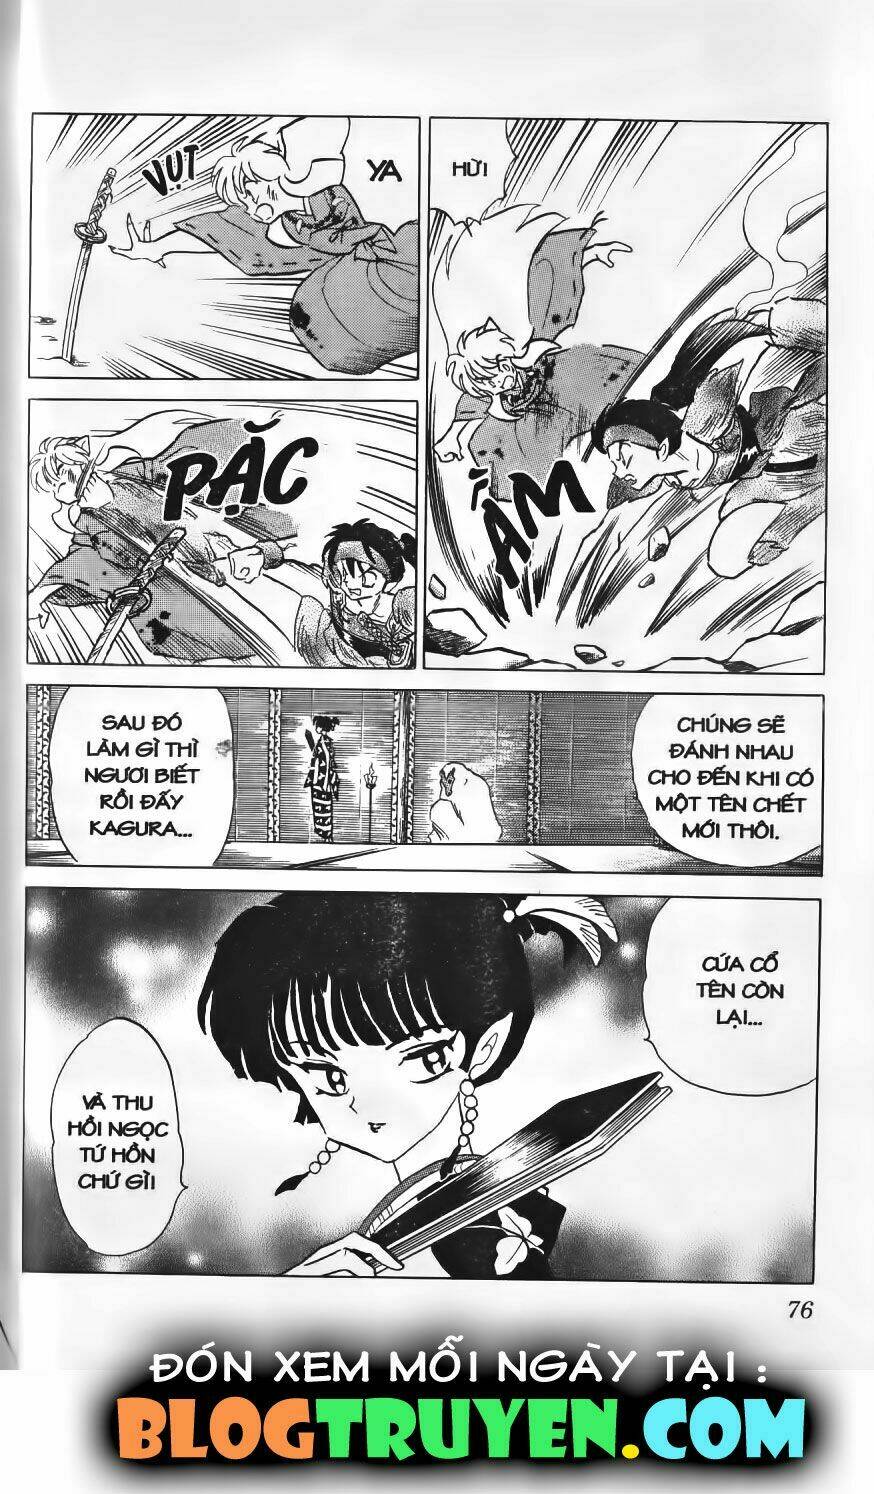 HỪ!
ẦM
YA
VỤT
PẶC
CHÚNG SẼ
ĐÁNH NHAU
CHO ĐẾN KHI CÓ
MỘT TÊN CHẾT
MỚI THÔI.
SAU ĐÓ
LÀM GÌ THÌ
NGƯƠI BIẾT
RỒI ĐẤY
KAGURA...
CỨA CỔ
TÊN CÒN
LẠI...
VÀ THU
HỒI NGỌC
TỨ HỒN
CHỨ GÌ!
76
ĐÓN XEM MỖI NGÀY TẠI :
BLOGTRUYEN.COM